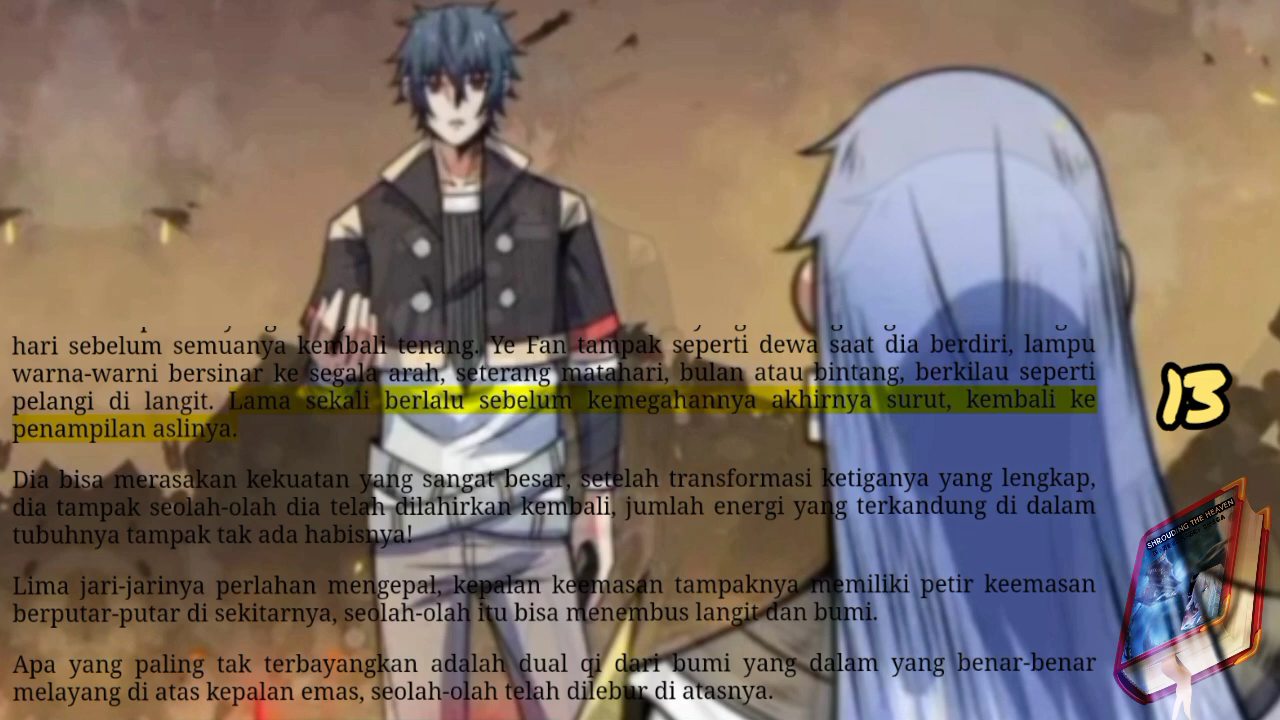 hari sebelum semuanya kembali tenang. Ye Fan tampak seperti dewa saat dia berdiri, lampu
warna-warni bersinar ke segala arah, seterang matahari, bulan atau bintang, berkilau seperti
pelangi di langit. Lama sekali berlalu sebelum kemegahannya akhirnya surut, kembali ke
penampilan aslinya.
Dia bisa merasakan kekuatan yang sangat besar, setelah transformasi ketiganya yang lengkap,
dia tampak seolah-olah dia telah dilahirkan kembali, jumlah energi yang terkandung di dalam
tubuhnya tampak tak ada habisnya!
Lima jari-jarinya perlahan mengepal, kepalan keemasan tampaknya memiliki petir keemasan
berputar-putar di sekitarnya, seolah-olah itu bisa menembus langit dan bumi.
Apa yang paling tak terbayangkan adalah dual qi dari bumi yang dalam yang benar-benar
melayang di atas kepalan emas, seolah-olah telah dilebur di atasnya.
13
SHROUDING THE HEAVEN